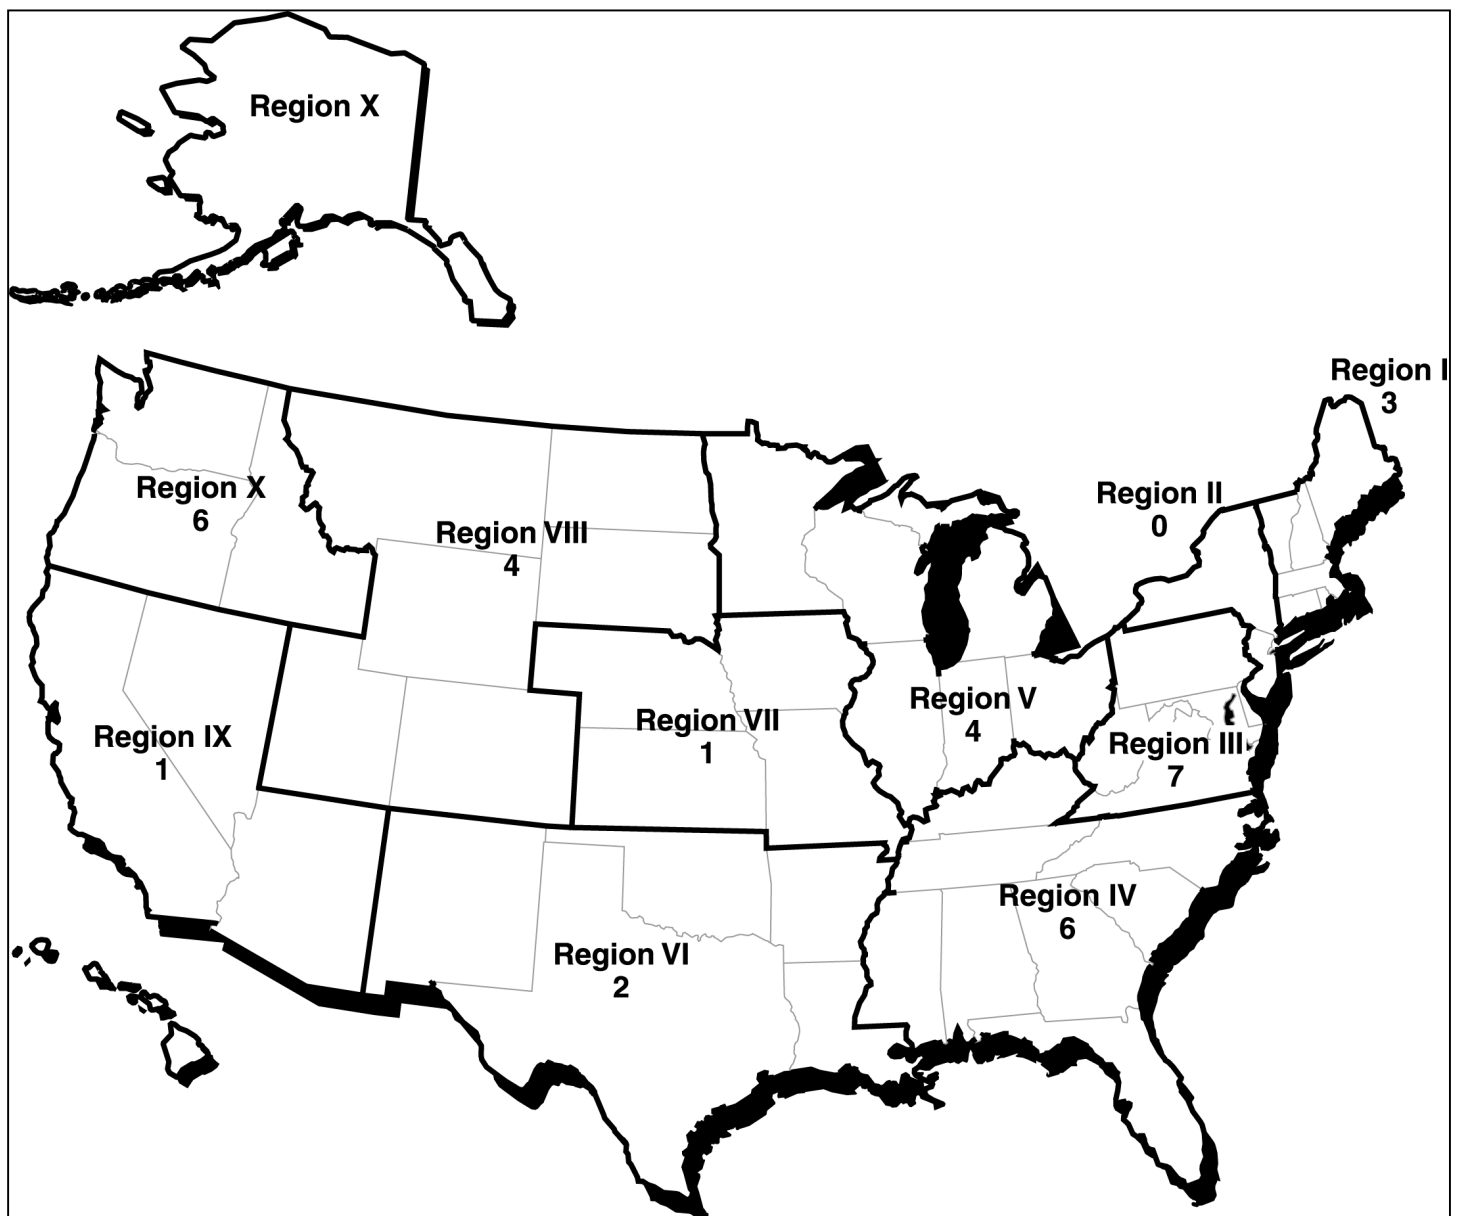 Region X
Region I
3
Region X
6
Region II
0
Region VIII
4
Region V
4
Region VII
1
Region IX
1
Region III
7
Region IV
6
Region VI
2